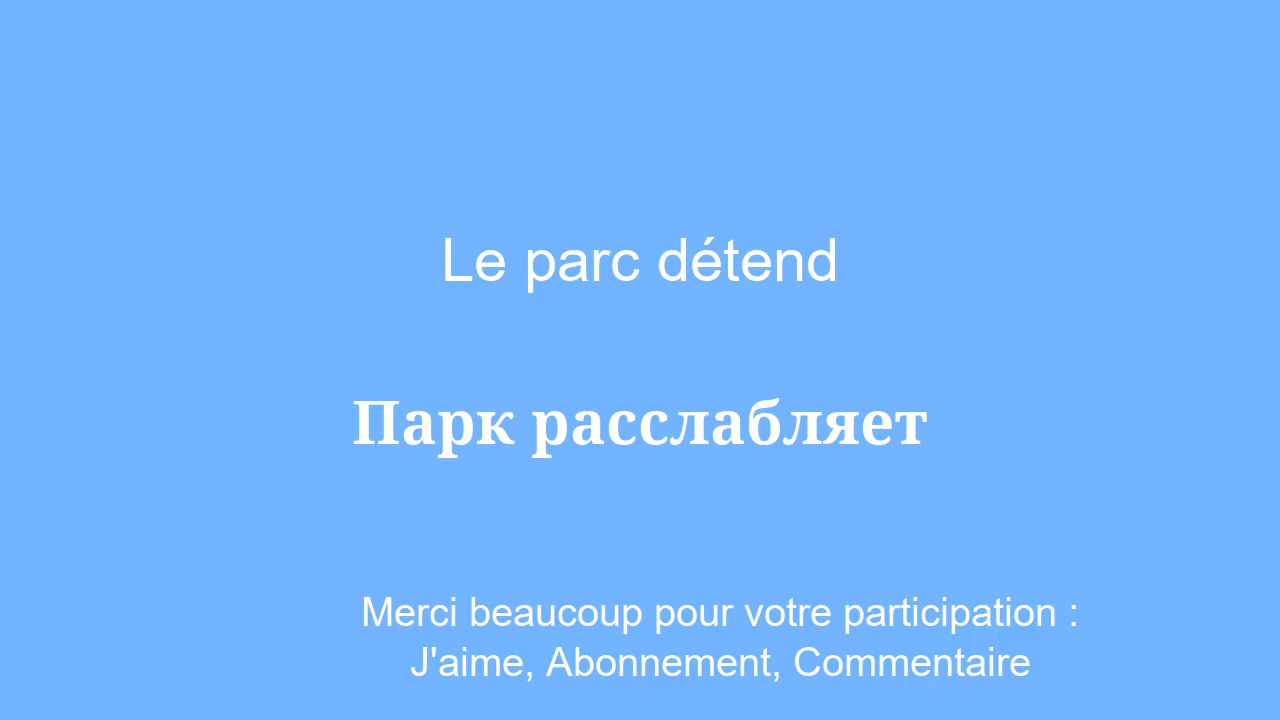 Le parc détend
Парк расслабляет
Merci beaucoup pour votre participation :
J'aime, Abonnement, Commentaire